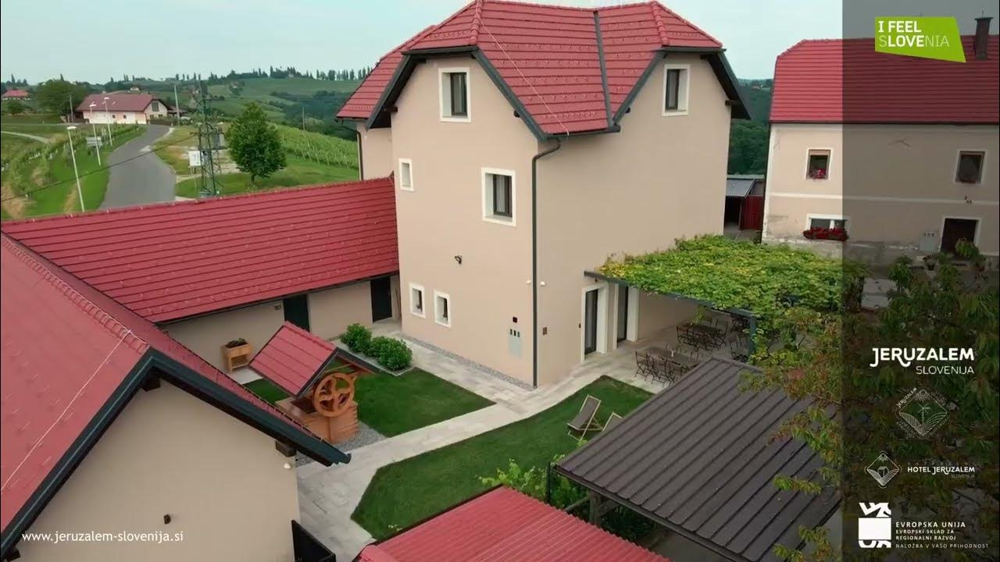 I FEEL
SLOVENIA
JERUZALEM
SLOVENIJA
HOTEL JERUZALEM
SLOVENIJA
EVROPSKA UNIJA
EVROPSKI SKLAD ZA
REGIONALNI RAZVOJ
NALOŽBA V VAŠO PRIHODNOST
www.jeruzalem-slovenija.si